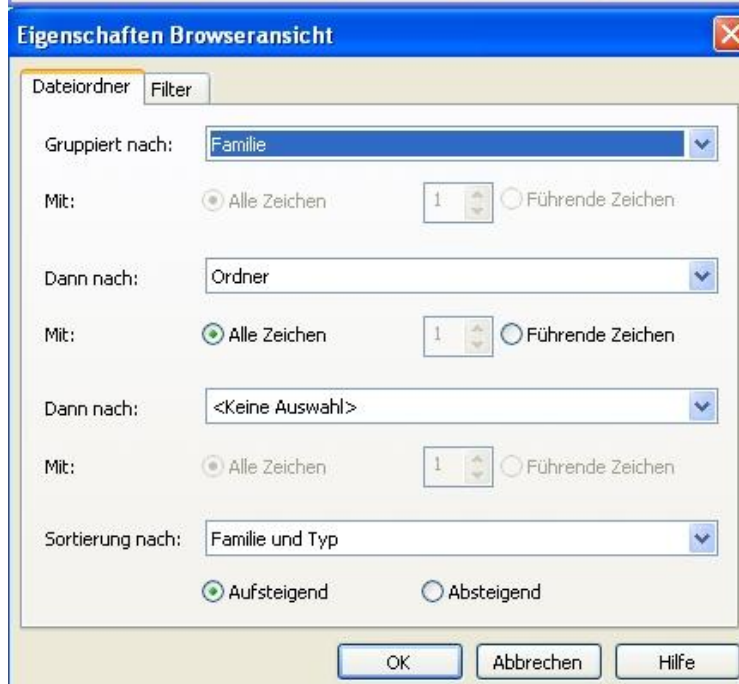 Eigenschaften Browseransicht
Dateiordner Filter
Gruppiert nach: Familie
Mit: Alle Zeichen 1 Führende Zeichen
Dann nach: Ordner
Mit: Alle Zeichen 1 Führende Zeichen
Dann nach: <Keine Auswahl>
Mit: Alle Zeichen 1 Führende Zeichen
Sortierung nach: Familie und Typ
Aufsteigend Absteigend
OK Abbrechen Hilfe